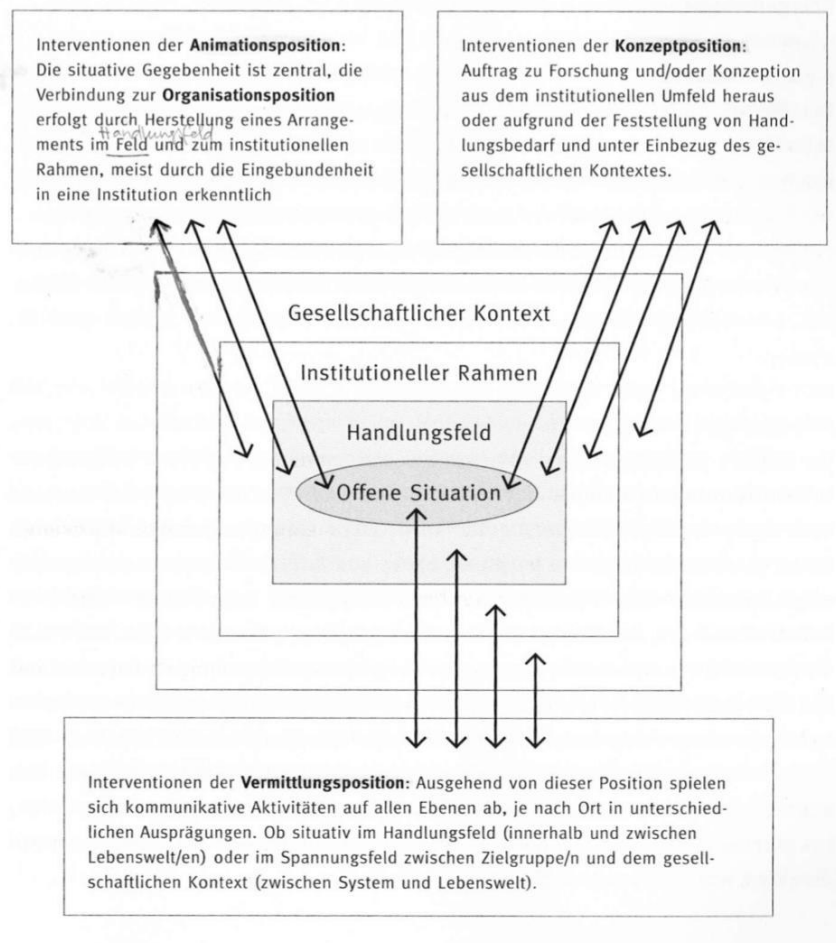 Interventionen der Animationsposition:
Die situative Gegebenheit ist zentral, die
Verbindung zur Organisationsposition
erfolgt durch Herstellung eines Arrange-
Handlungsfeld
ments im Feld und zum institutionellen
Rahmen, meist durch die Eingebundenheit
in eine Institution erkenntlich
Interventionen der Konzeptposition:
Auftrag zu Forschung und/oder Konzeption
aus dem institutionellen Umfeld heraus
oder aufgrund der Feststellung von Hand-
lungsbedarf und unter Einbezug des ge-
sellschaftlichen Kontextes.
Gesellschaftlicher Kontext
Institutioneller Rahmen
Handlungsfeld
Offene Situation
Interventionen der Vermittlungsposition: Ausgehend von dieser Position spielen
sich kommunikative Aktivitäten auf allen Ebenen ab, je nach Ort in unterschied-
lichen Ausprägungen. Ob situativ im Handlungsfeld (innerhalb und zwischen
Lebenswelt/en) oder im Spannungsfeld zwischen Zielgruppe/n und dem gesell-
schaftlichen Kontext (zwischen System und Lebenswelt).